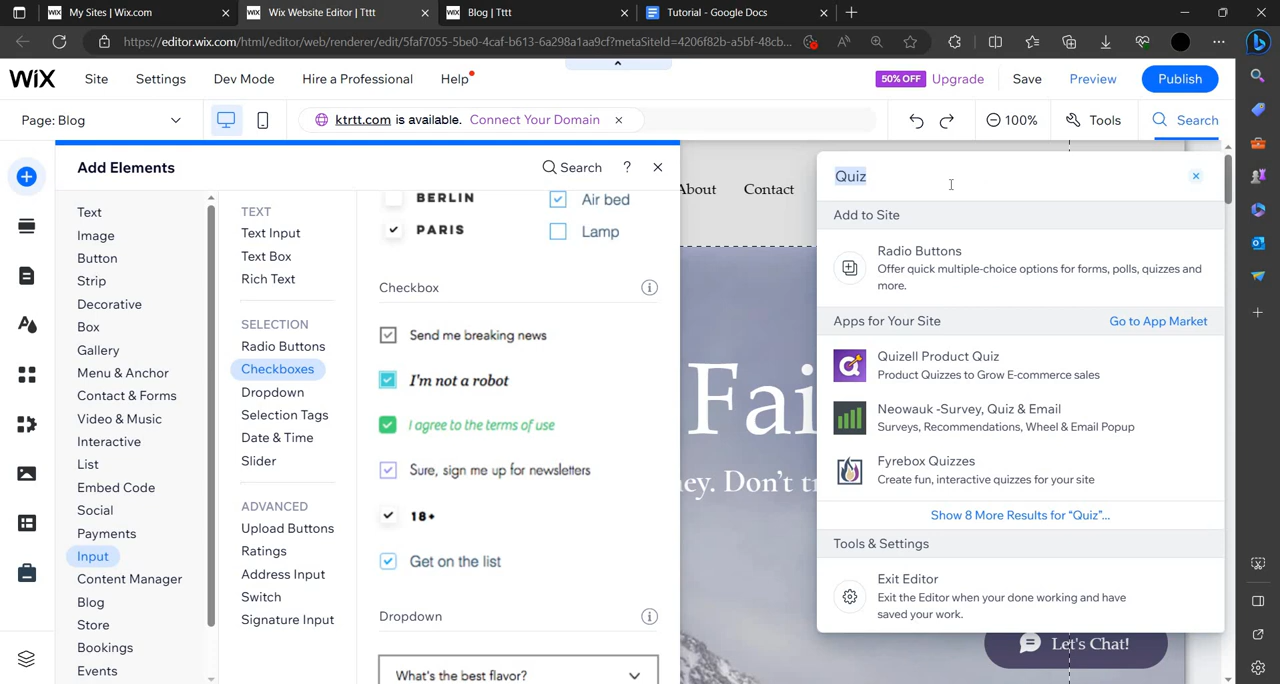 My Sites | Wix.com
Wix Website Editor | Tttt
Blog | Tttt
Tutorial - Google Docs
https://editor.wix.com/html/editor/web/renderer/edit/5faf7055-5be0-4caf-b613-6a298a1aa9cf?metaSiteId=4206f82b-a5bf-48cb...
WiX
Site
Settings
Dev Mode
Hire a Professional
Help
50% OFF
Upgrade
Save
Preview
Publish
Page: Blog
ktrtt.com is available. Connect Your Domain
100%
Tools
Search
Add Elements
Search
?
Text
Image
Button
Strip
Decorative
Box
Gallery
Menu & Anchor
Contact & Forms
Video & Music
Interactive
List
Embed Code
Social
Payments
Input
Content Manager
Blog
Store
Bookings
Events
TEXT
Text Input
Text Box
Rich Text
SELECTION
Radio Buttons
Checkboxes
Dropdown
Selection Tags
Date & Time
Slider
ADVANCED
Upload Buttons
Ratings
Address Input
Switch
Signature Input
BERLIN
Air bed
PARIS
Lamp
Checkbox
Send me breaking news
I'm not a robot
I agree to the terms of use
Sure, sign me up for newsletters
18+
Get on the list
Dropdown
What's the best flavor?
About
Contact
Fai
ey. Don't t
Quiz
Add to Site
Radio Buttons
Offer quick multiple-choice options for forms, polls, quizzes and
more.
Apps for Your Site
Go to App Market
Quizell Product Quiz
Product Quizzes to Grow E-commerce sales
Neowauk -Survey, Quiz & Email
Surveys, Recommendations, Wheel & Email Popup
Fyrebox Quizzes
Create fun, interactive quizzes for your site
Show 8 More Results for "Quiz"...
Tools & Settings
Exit Editor
Exit the Editor when your done working and have
saved your work.
Let's Chat!